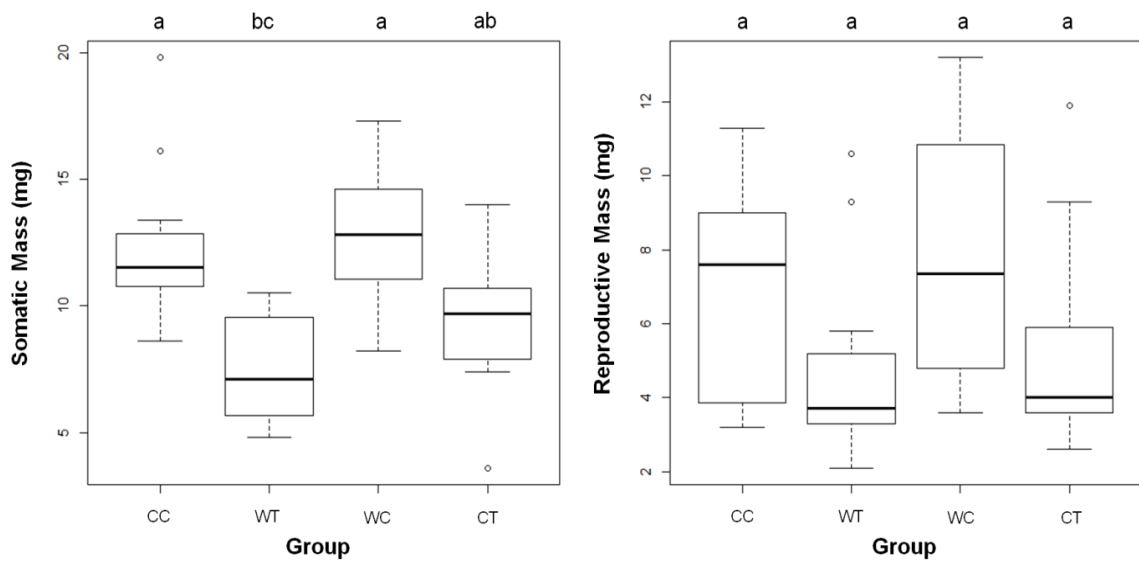 a bc a ab
Somatic Mass (mg)
20
15
10
5
CC WT WC CT
Group
a a a a
Reproductive Mass (mg)
12
10
8
6
4
2
CC WT WC CT
Group